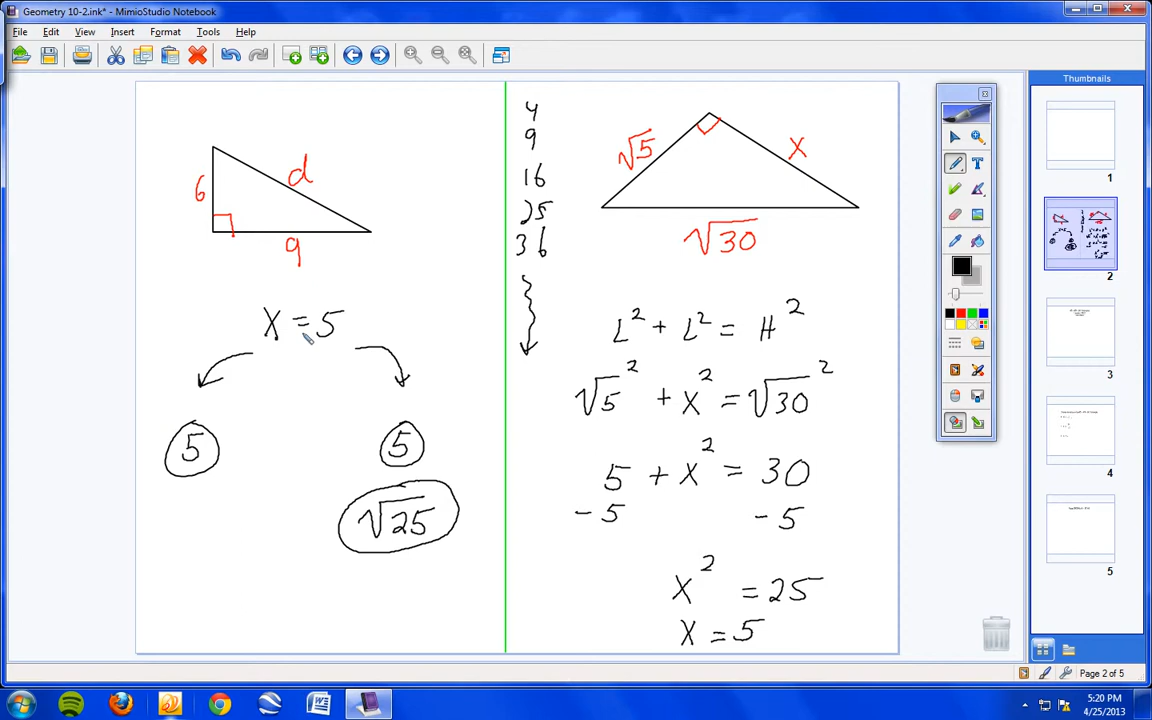 Geometry 10-2.ink* - MimioStudio Notebook
File Edit View Insert Format Tools Help
6
d
9
X = 5
5
5
√25
4
9
16
25
36
√5
X
√30
L² + L² = H²
√5² + X² = √30²
5 + X² = 30
-5 -5
X² = 25
X = 5
Thumbnails
1
2
3
4
5
T
Page 2 of 5
5:20 PM
4/25/2013